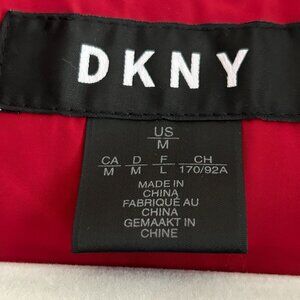 DKNY
US
M
CA D F CH
M M L 170/92A
MADE IN
CHINA
FABRIQUÉ AU
CHINA
GEMAAKT IN
CHINE